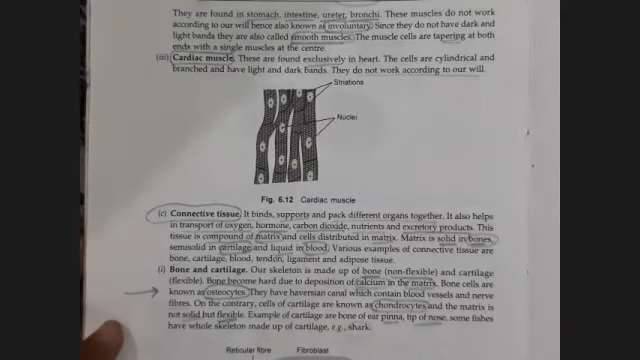 They are found in stomach, intestine, ureter, bronchi. These muscles do not work
according to our will hence also known as involuntary. Since they do not have dark and
light bands they are also called smooth muscles. The muscle cells are tapering at both
ends with a single muscles at the centre.
(iii) Cardiac muscle. These are found exclusively in heart. The cells are cylindrical and
branched and have light and dark bands. They do not work according to our will.
Striations
Nuclei
Fig. 6.12 Cardiac muscle
(c) Connective tissue. It binds, supports and pack different organs together. It also helps
in transport of oxygen, hormone, carbon dioxide, nutrients and excretory products. This
tissue is compound of matrix and cells distributed in matrix. Matrix is solid in bones,
semisolid in cartilage and liquid in blood. Various examples of connective tissue are
bone, cartilage, blood, tendon, ligament and adipose tissue.
(i) Bone and cartilage. Our skeleton is made up of bone (non-flexible) and cartilage
(flexible). Bone become hard due to deposition of calcium in the matrix. Bone cells are
known as osteocytes. They have haversian canal which contain blood vessels and nerve
fibres. On the contrary, cells of cartilage are known as chondrocytes and the matrix is
not solid but flexible. Example of cartilage are bone of ear pinna, tip of nose, some fishes
have whole skeleton made up of cartilage, e.g., shark.
Reticular fibre Fibroblast